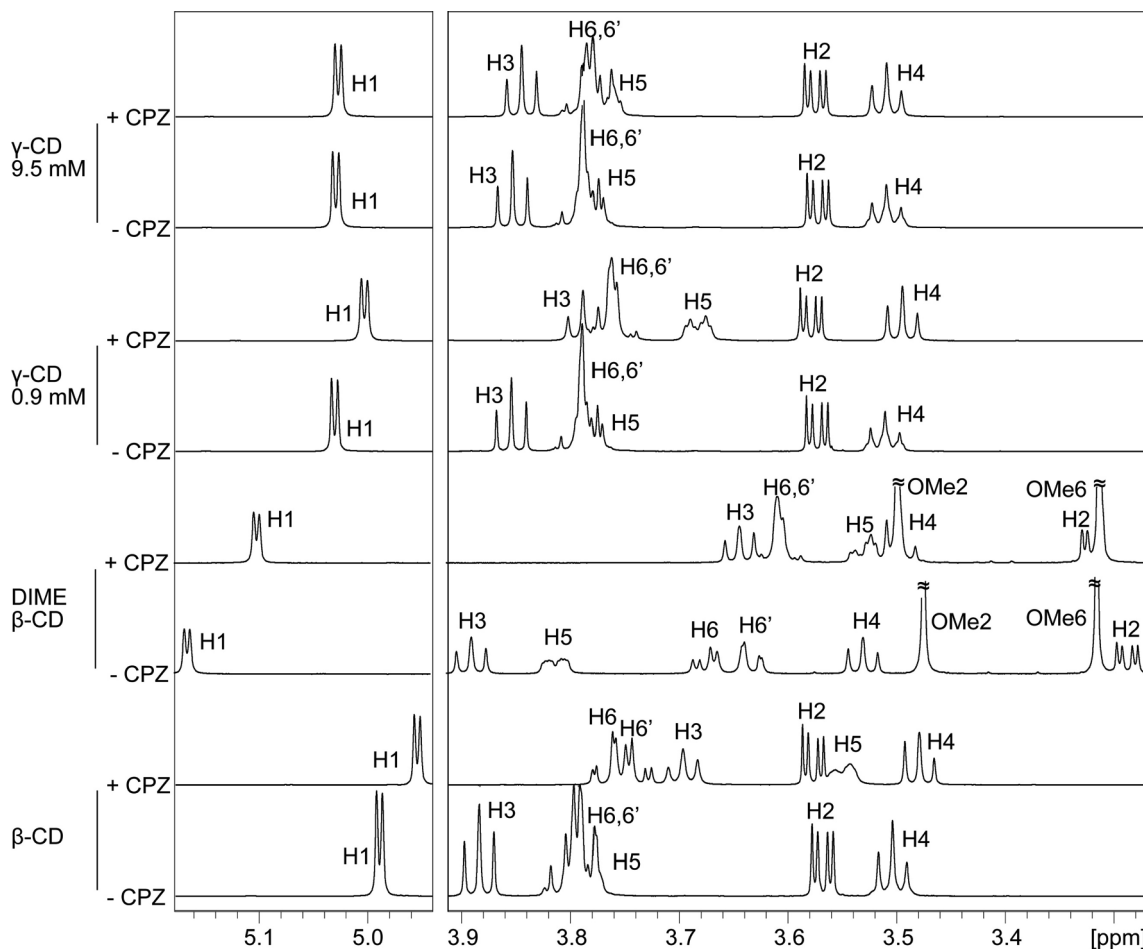 H6,6’
H3
H1
H5
H2
H4
+ CPZ
γ-CD
9.5 mM
H6,6’
H3
H1
H5
H2
H4
- CPZ
H6,6’
H3
H1
H5
H2
H4
+ CPZ
γ-CD
0.9 mM
H6,6’
H3
H1
H5
H2
H4
- CPZ
H6,6’
≈OMe2
OMe6 ≈
H1
H3
H5
H4
H2
+ CPZ
DIME
β-CD
≈
≈
H1
H3
H5
H6
H6’
H4
OMe2
OMe6
H2
- CPZ
H6
H6’
H3
H2
H5
H4
H1
+ CPZ
β-CD
H3
H6,6’
H1
H5
H2
H4
- CPZ
5.1 5.0 3.9 3.8 3.7 3.6 3.5 3.4 [ppm]